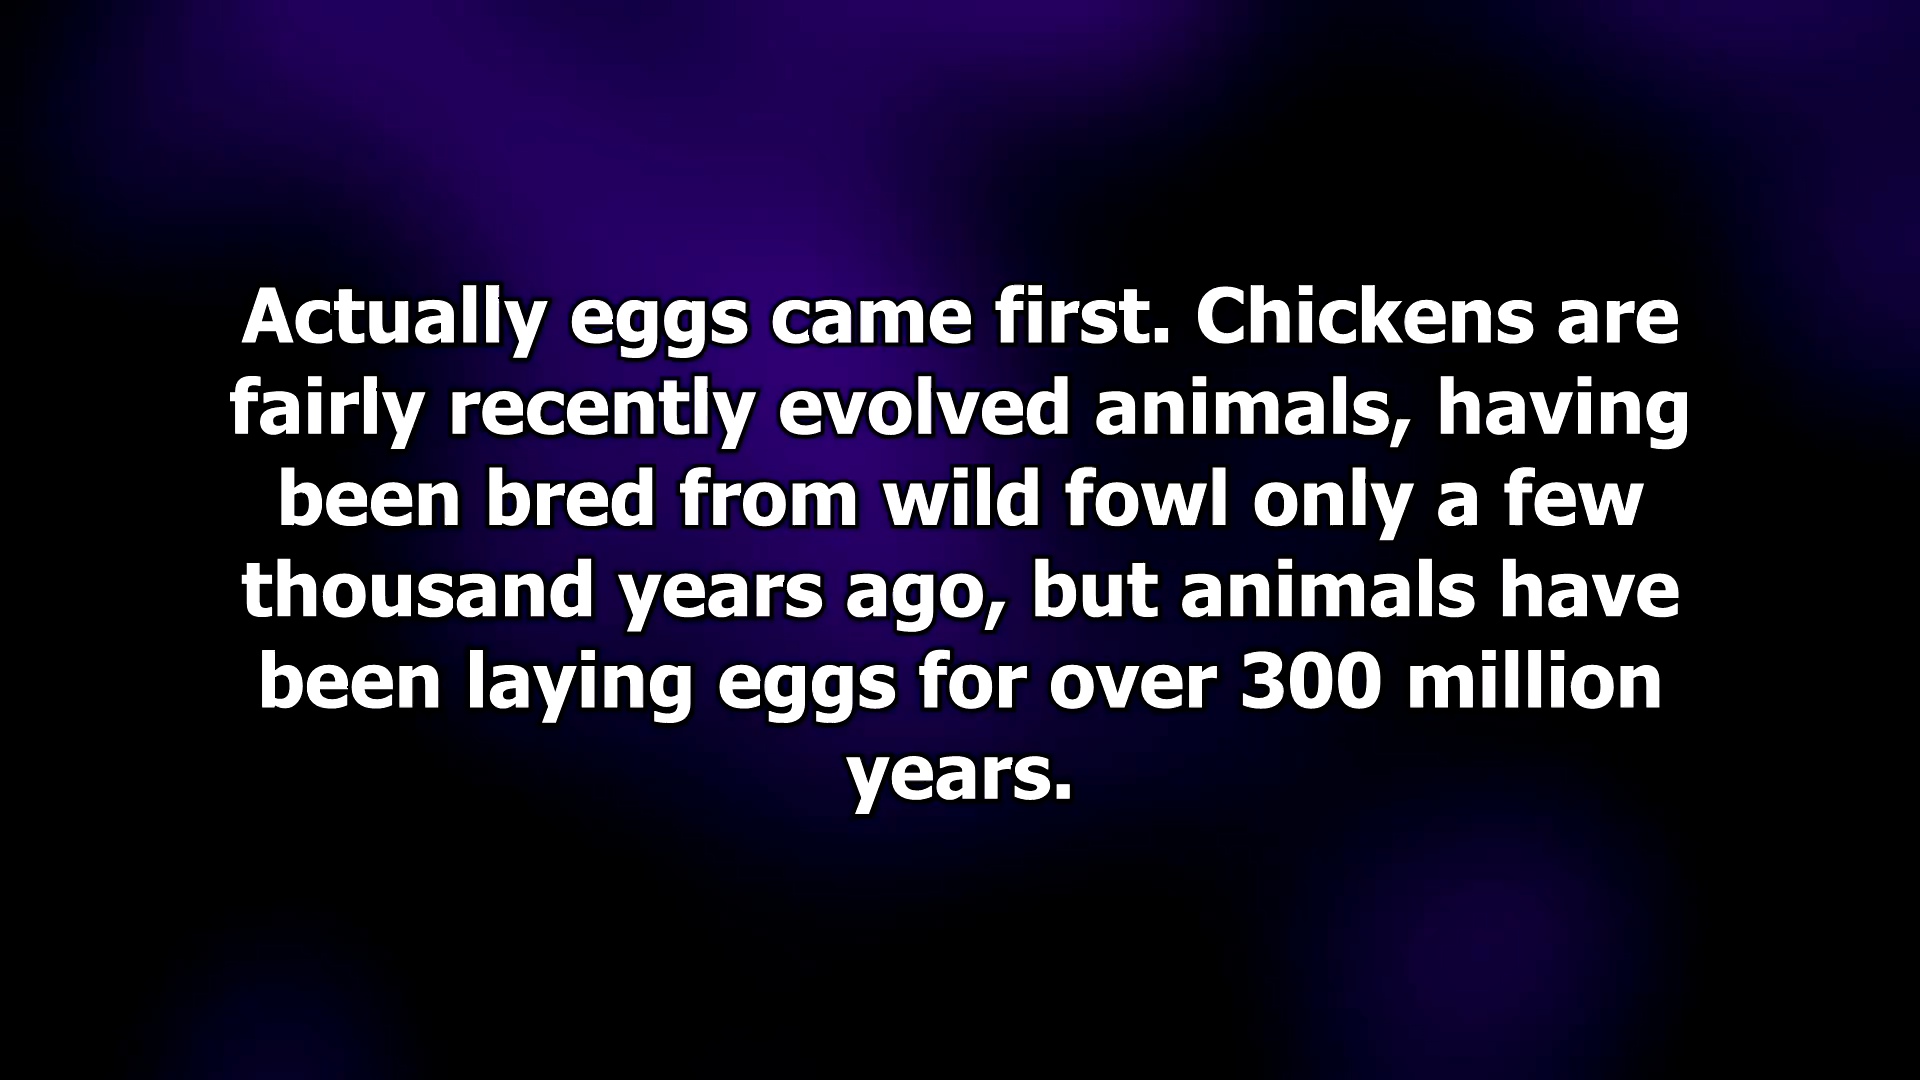 Actually eggs came first. Chickens are
fairly recently evolved animals, having
been bred from wild fowl only a few
thousand years ago, but animals have
been laying eggs for over 300 million
years.